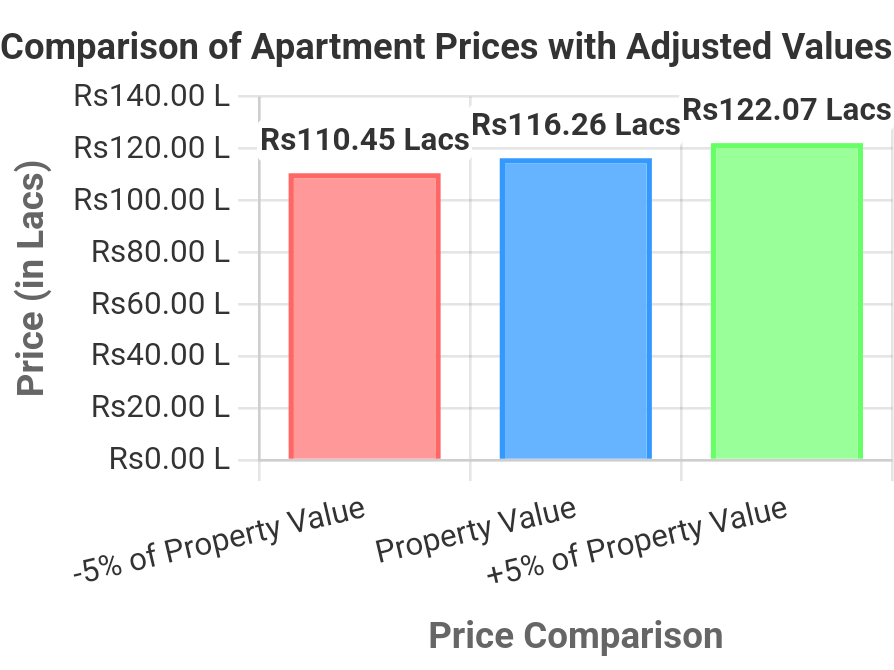 Comparison of Apartment Prices with Adjusted Values
Rs140.00 L
Rs120.00 L
Rs100.00 L
Rs80.00 L
Rs60.00 L
Rs40.00 L
Rs20.00 L
Rs0.00 L
Price (in Lacs)
Rs110.45 Lacs
Rs116.26 Lacs
Rs122.07 Lacs
-5% of Property Value
Property Value
+5% of Property Value
Price Comparison